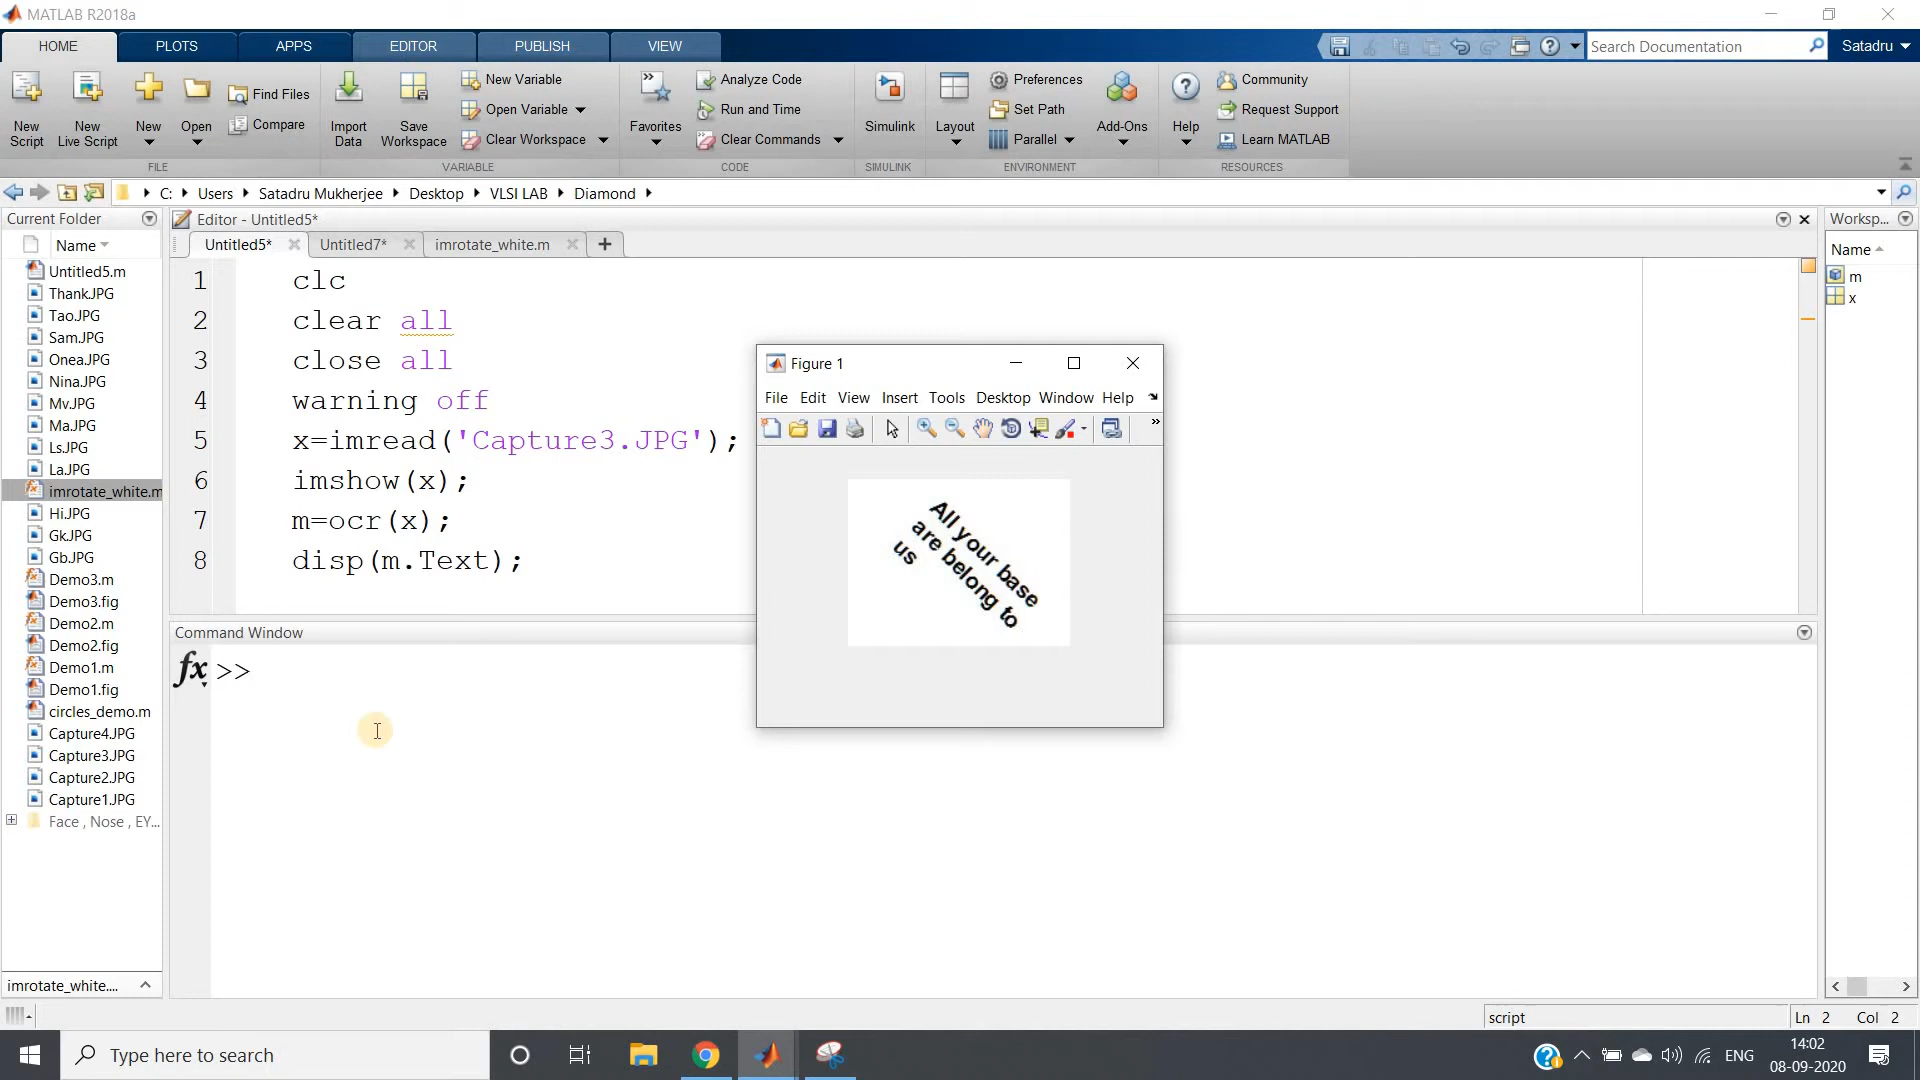 MATLAB R2018a
HOME
PLOTS
APPS
EDITOR
PUBLISH
VIEW
Search Documentation
Satadru
New Script
New Live Script
New
Open
Find Files
Compare
FILE
Import Data
Save Workspace
New Variable
Open Variable
Clear Workspace
VARIABLE
Favorites
Analyze Code
Run and Time
Clear Commands
CODE
Simulink
SIMULINK
Layout
Preferences
Set Path
Parallel
Add-Ons
ENVIRONMENT
Help
Community
Request Support
Learn MATLAB
RESOURCES
C: Users Satadru Mukherjee Desktop VLSI LAB Diamond
Current Folder
Name
Untitled5.m
Thank.JPG
Tao.JPG
Sam.JPG
Onea.JPG
Nina.JPG
Mv.JPG
Ma.JPG
Ls.JPG
La.JPG
imrotate_white.m
Hi.JPG
Gk.JPG
Gb.JPG
Demo3.m
Demo3.fig
Demo2.m
Demo2.fig
Demo1.m
Demo1.fig
circles_demo.m
Capture4.JPG
Capture3.JPG
Capture2.JPG
Capture1.JPG
Face , Nose , EY...
imrotate_white....
Editor - Untitled5*
Untitled5*
Untitled7*
imrotate_white.m
1 clc
2 clear all
3 close all
4 warning off
5 x=imread('Capture3.JPG');
6 imshow(x);
7 m=ocr(x);
8 disp(m.Text);
Figure 1
File Edit View Insert Tools Desktop Window Help
All your base
are belong to
us
Command Window
fx >>
Worksp...
Name
m
x
script
Ln 2 Col 2
Type here to search
ENG
14:02
08-09-2020